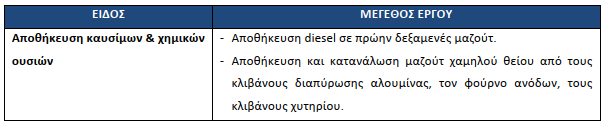 ΕΙΔΟΣ ΜΕΓΕΘΟΣ ΕΡΓΟΥ
Αποθήκευση καυσίμων & χημικών
ουσιών
- Αποθήκευση diesel σε πρώην δεξαμενές μαζούτ.
- Αποθήκευση και κατανάλωση μαζούτ χαμηλού θείου από τους
κλιβάνους διαπύρωσης αλουμίνας, τον φούρνο ανόδων, τους
κλιβάνους χυτηρίου.